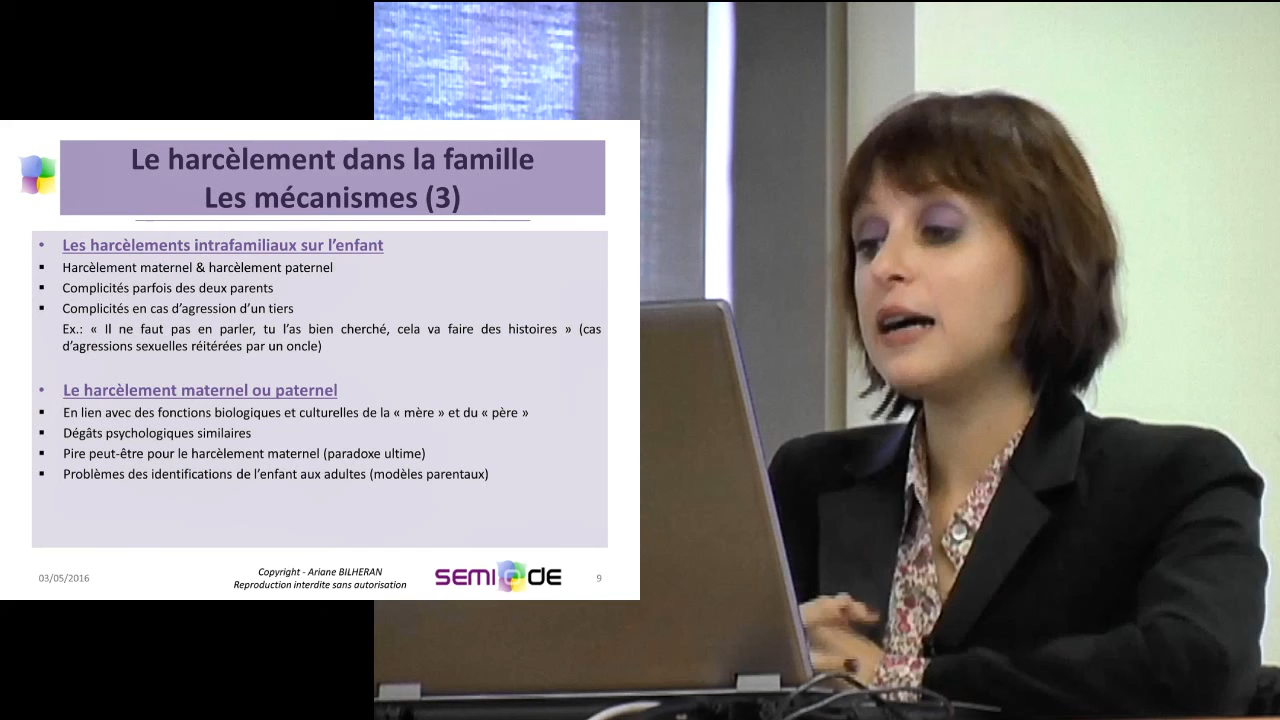 Le harcèlement dans la famille
Les mécanismes (3)
• Les harcèlements intrafamiliaux sur l’enfant
▪ Harcèlement maternel & harcèlement paternel
▪ Complicités parfois des deux parents
▪ Complicités en cas d’agression d’un tiers
Ex.: « Il ne faut pas en parler, tu l’as bien cherché, cela va faire des histoires » (cas
d’agressions sexuelles réitérées par un oncle)
• Le harcèlement maternel ou paternel
▪ En lien avec des fonctions biologiques et culturelles de la « mère » et du « père »
▪ Dégâts psychologiques similaires
▪ Pire peut-être pour le harcèlement maternel (paradoxe ultime)
▪ Problèmes des identifications de l’enfant aux adultes (modèles parentaux)
03/05/2016
Copyright - Ariane BILHERAN
Reproduction interdite sans autorisation
SEMIODE
9